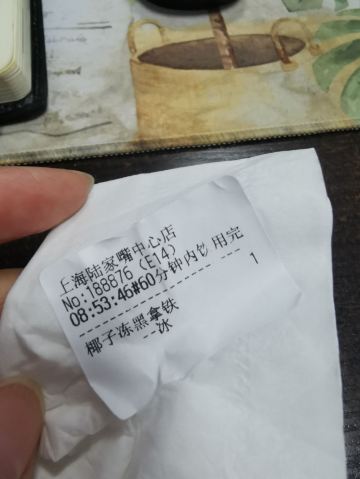 上海陆家嘴中心店
No:188876 (E14)
08:53:46#60分钟内饮用完
1
椰子冻黑拿铁
--冰